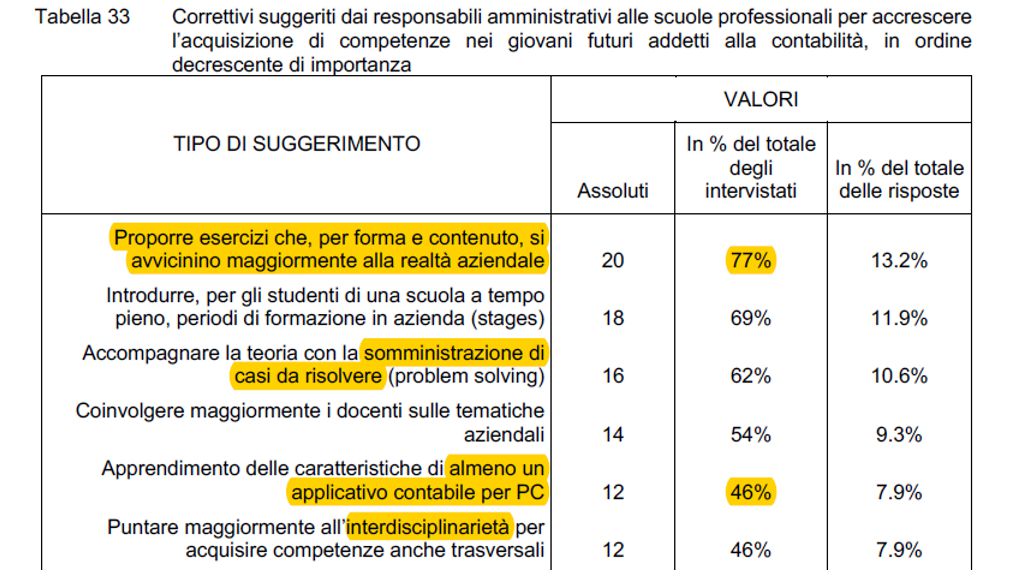 Tabella 33 Correttivi suggeriti dai responsabili amministrativi alle scuole professionali per accrescere
l’acquisizione di competenze nei giovani futuri addetti alla contabilità, in ordine
decrescente di importanza
TIPO DI SUGGERIMENTO
VALORI
Assoluti
In % del totale
degli
intervistati
In % del totale
delle risposte
Proporre esercizi che, per forma e contenuto, si
avvicinino maggiormente alla realtà aziendale 20 77% 13.2%
Introdurre, per gli studenti di una scuola a tempo
pieno, periodi di formazione in azienda (stages) 18 69% 11.9%
Accompagnare la teoria con la somministrazione di
casi da risolvere (problem solving) 16 62% 10.6%
Coinvolgere maggiormente i docenti sulle tematiche
aziendali 14 54% 9.3%
Apprendimento delle caratteristiche di almeno un
applicativo contabile per PC 12 46% 7.9%
Puntare maggiormente all’interdisciplinarietà per
acquisire competenze anche trasversali 12 46% 7.9%